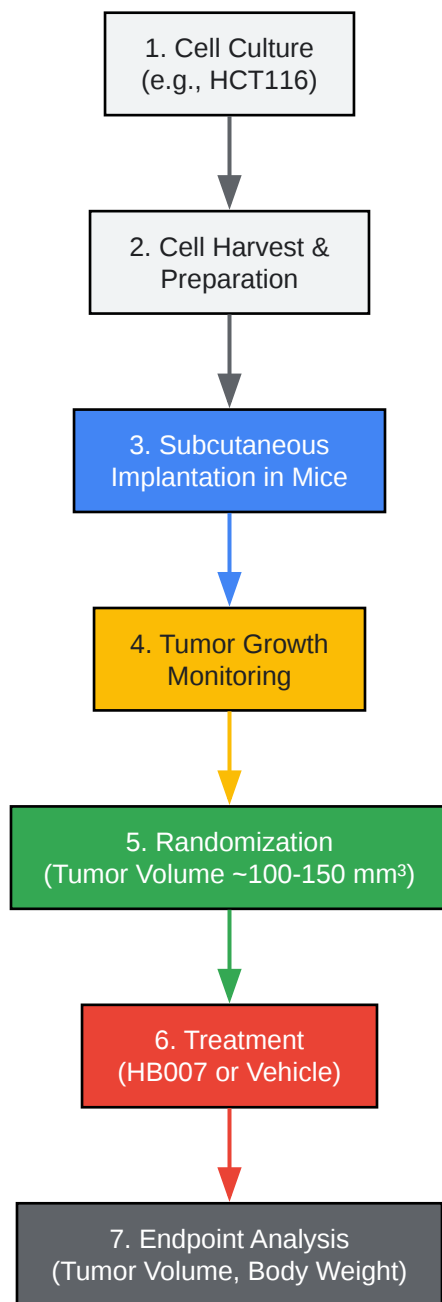 1. Cell Culture
(e.g., HCT116)
2. Cell Harvest &
Preparation
3. Subcutaneous
Implantation in Mice
4. Tumor Growth
Monitoring
5. Randomization
(Tumor Volume ~100-150 mm³)
6. Treatment
(HB007 or Vehicle)
7. Endpoint Analysis
(Tumor Volume, Body Weight)